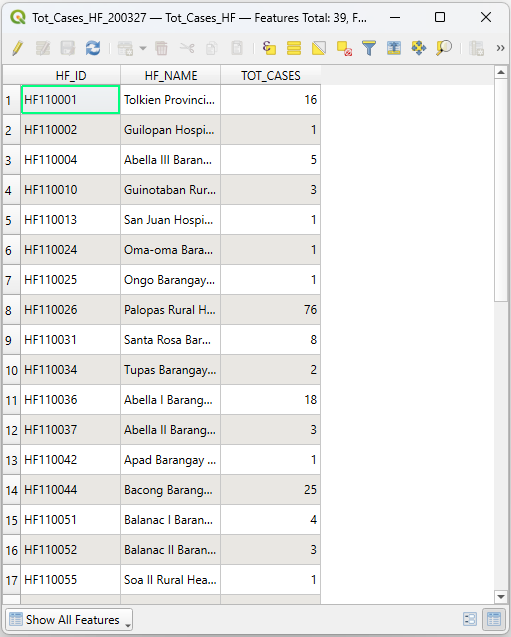 Tot_Cases_HF_200327 — Tot_Cases_HF — Features Total: 39, F...
HF_ID HF_NAME TOT_CASES
1 HF110001 Tolkien Provinci... 16
2 HF110002 Guilopan Hospi... 1
3 HF110004 Abella III Baran... 5
4 HF110010 Guinotaban Rur... 3
5 HF110013 San Juan Hospi... 1
6 HF110024 Oma-oma Bara... 1
7 HF110025 Ongo Barangay... 1
8 HF110026 Palopas Rural H... 76
9 HF110031 Santa Rosa Bar... 8
10 HF110034 Tupas Barangay... 2
11 HF110036 Abella I Barang... 18
12 HF110037 Abella II Barang... 3
13 HF110042 Apad Barangay ... 1
14 HF110044 Bacong Barang... 25
15 HF110051 Balanac I Baran... 4
16 HF110052 Balanac II Baran... 3
17 HF110055 Soa II Rural Hea... 1
Show All Features